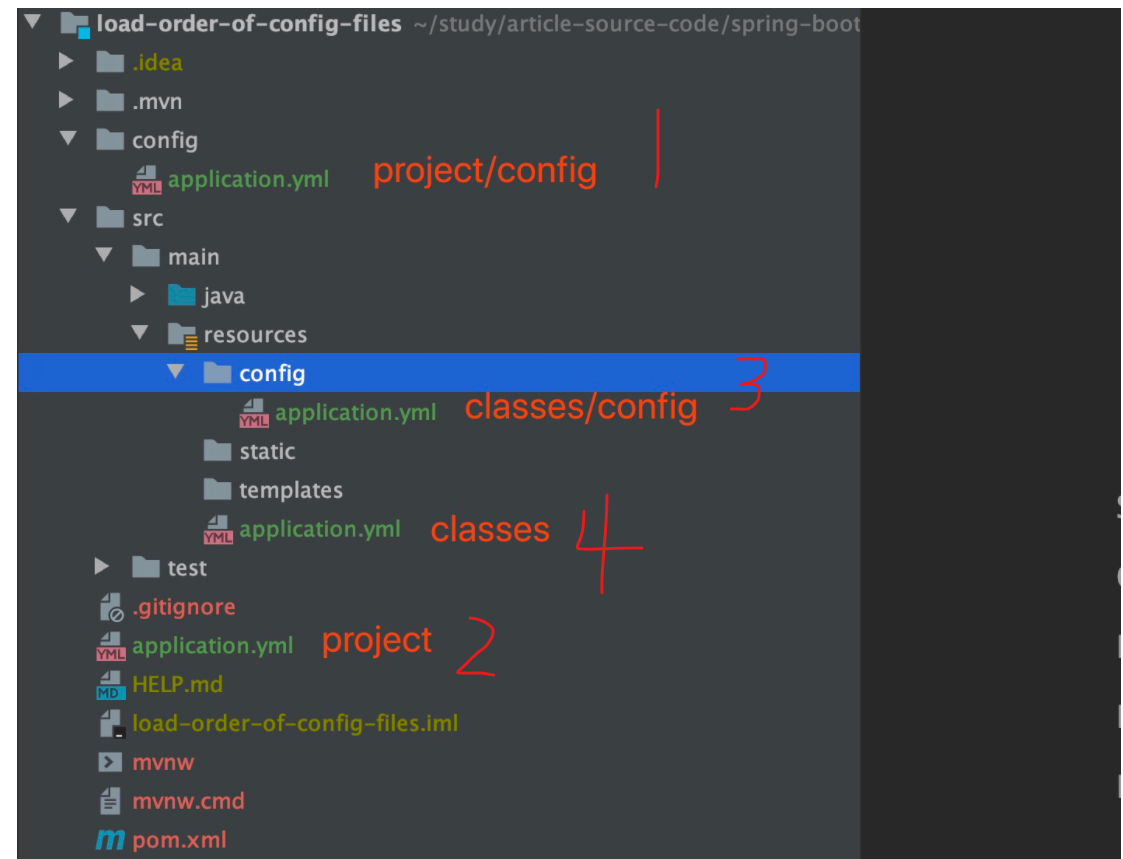 load-order-of-config-files ~/study/article-source-code/spring-boot
.idea
.mvn
config
1
YML application.yml project/config
src
main
java
resources
config
3
YML application.yml classes/config
static
templates
YML application.yml classes 4
test
.gitignore
YML application.yml project 2
MD HELP.md
load-order-of-config-files.iml
mvnw
mvnw.cmd
m pom.xml